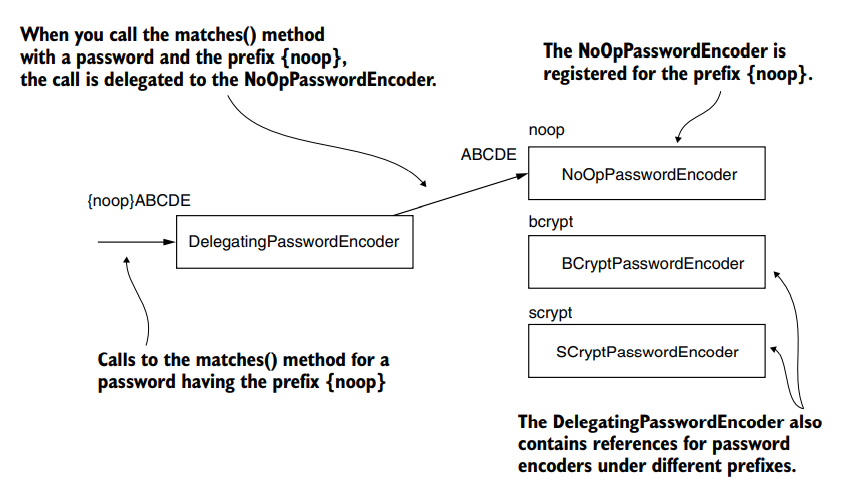 When you call the matches() method
with a password and the prefix {noop},
the call is delegated to the NoOpPasswordEncoder.
The NoOpPasswordEncoder is
registered for the prefix {noop}.
noop
ABCDE
NoOpPasswordEncoder
{noop}ABCDE
DelegatingPasswordEncoder
bcrypt
BCryptPasswordEncoder
scrypt
SCryptPasswordEncoder
Calls to the matches() method for a
password having the prefix {noop}
The DelegatingPasswordEncoder also
contains references for password
encoders under different prefixes.